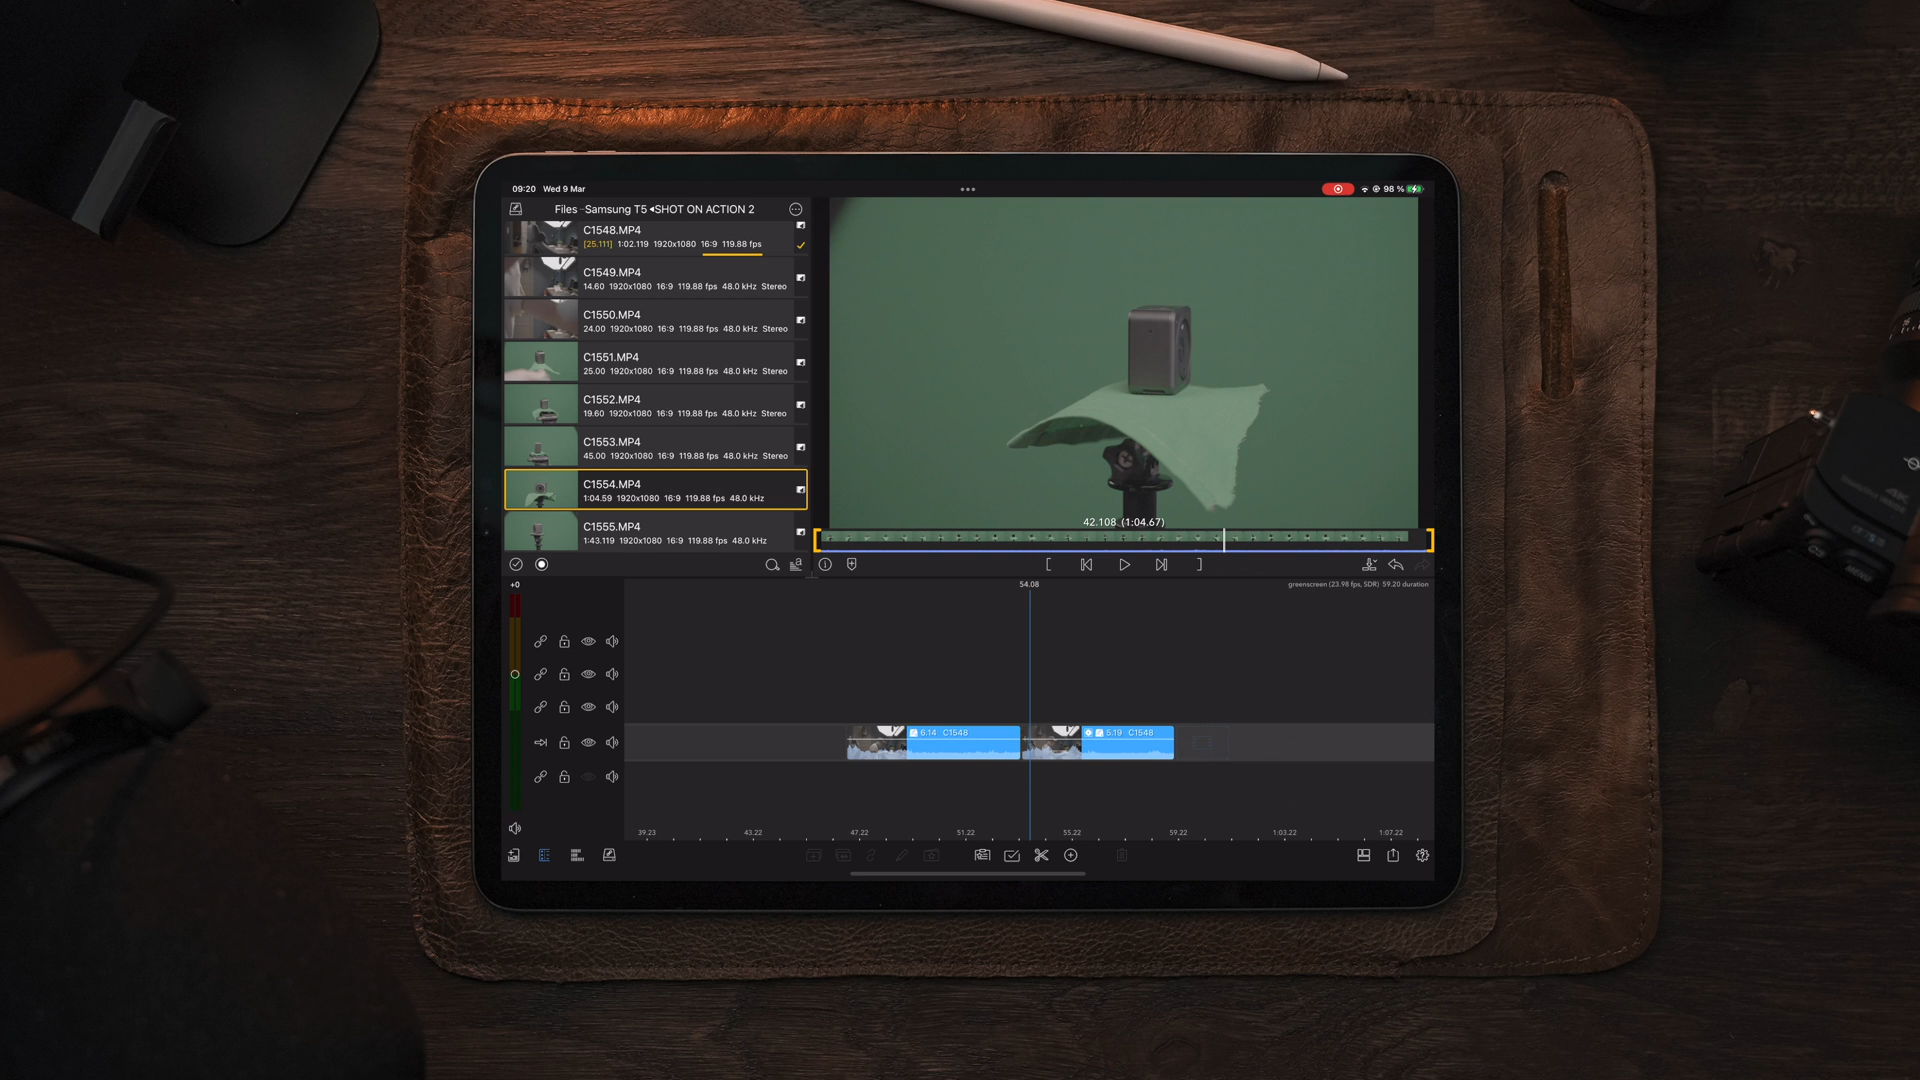 09:20 Wed 9 Mar
98 %
Files Samsung T5 SHOT ON ACTION 2
C1548.MP4
[25.111] 1:02.119 1920x1080 16:9 119.88 fps
C1549.MP4
14.60 1920x1080 16:9 119.88 fps 48.0 kHz Stereo
C1550.MP4
24.00 1920x1080 16:9 119.88 fps 48.0 kHz Stereo
C1551.MP4
25.00 1920x1080 16:9 119.88 fps 48.0 kHz Stereo
C1552.MP4
19.60 1920x1080 16:9 119.88 fps 48.0 kHz Stereo
C1553.MP4
45.00 1920x1080 16:9 119.88 fps 48.0 kHz Stereo
C1554.MP4
1:04.59 1920x1080 16:9 119.88 fps 48.0 kHz
C1555.MP4
1:43.119 1920x1080 16:9 119.88 fps 48.0 kHz
42.108 (1:04.67)
+0
54.08
greenscreen (23.98 fps, SDR) 59.20 duration
6.14 C1548
5.19 C1548
39.23 43.22 47.22 51.22 55.22 59.22 1:03.22 1:07.22
4K
MENU